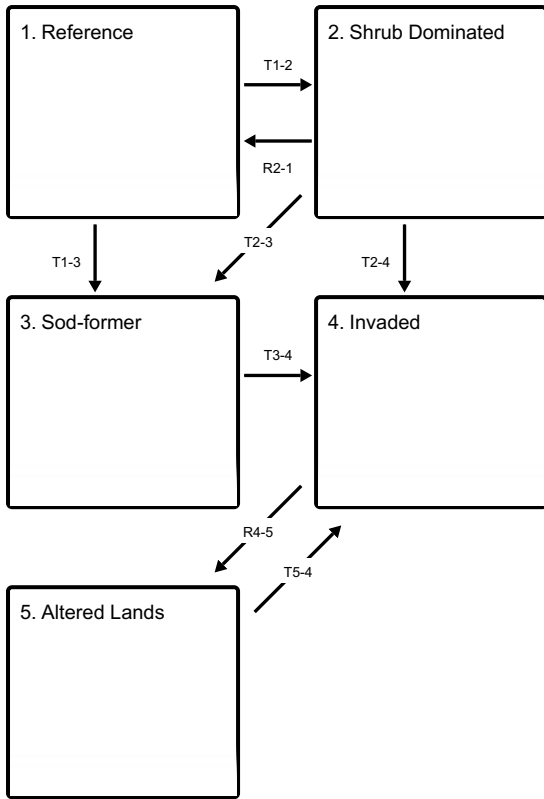 1. Reference
2. Shrub Dominated
T1-2
R2-1
T1-3
T2-3
T2-4
3. Sod-former
4. Invaded
T3-4
R4-5
T5-4
5. Altered Lands